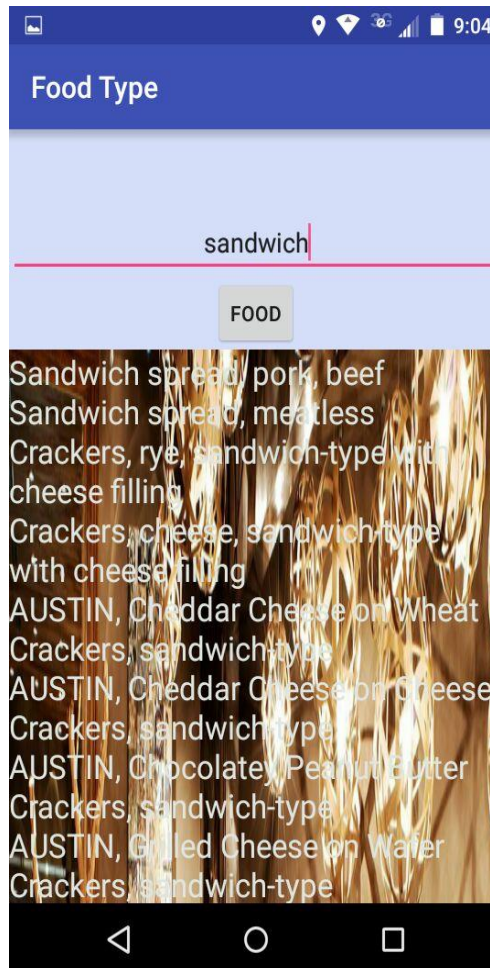 3G 9:04
Food Type
sandwich
FOOD
Sandwich spread, pork, beef
Sandwich spread, meatless
Crackers, rye, sandwich-type with
cheese filling
Crackers, cheese, sandwich-type
with cheese filling
AUSTIN, Cheddar Cheese on Wheat
Crackers, sandwich-type
AUSTIN, Cheddar Cheese on Cheese
Crackers, sandwich-type
AUSTIN, Chocolatey Peanut Butter
Crackers, sandwich-type
AUSTIN, Grilled Cheese on Wafer
Crackers, sandwich-type